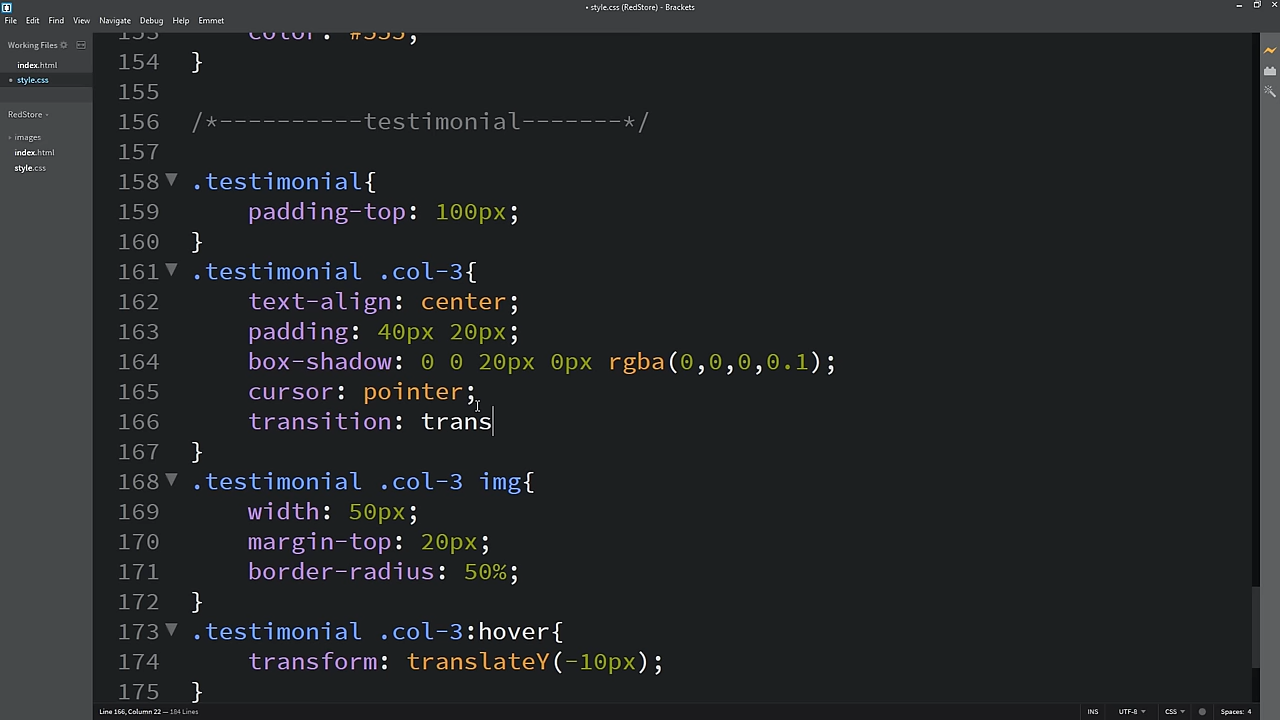 • style.css (RedStore) - Brackets
File Edit Find View Navigate Debug Help Emmet
Working Files
index.html
• style.css
RedStore
images
index.html
style.css
153 color: #555;
154 }
155
156 /*----------testimonial-------*/
157
158 .testimonial{
159 padding-top: 100px;
160 }
161 .testimonial .col-3{
162 text-align: center;
163 padding: 40px 20px;
164 box-shadow: 0 0 20px 0px rgba(0,0,0,0.1);
165 cursor: pointer;
166 transition: trans
167 }
168 .testimonial .col-3 img{
169 width: 50px;
170 margin-top: 20px;
171 border-radius: 50%;
172 }
173 .testimonial .col-3:hover{
174 transform: translateY(-10px);
175 }
Line 166, Column 22 — 184 Lines
INS UTF-8 CSS Spaces: 4